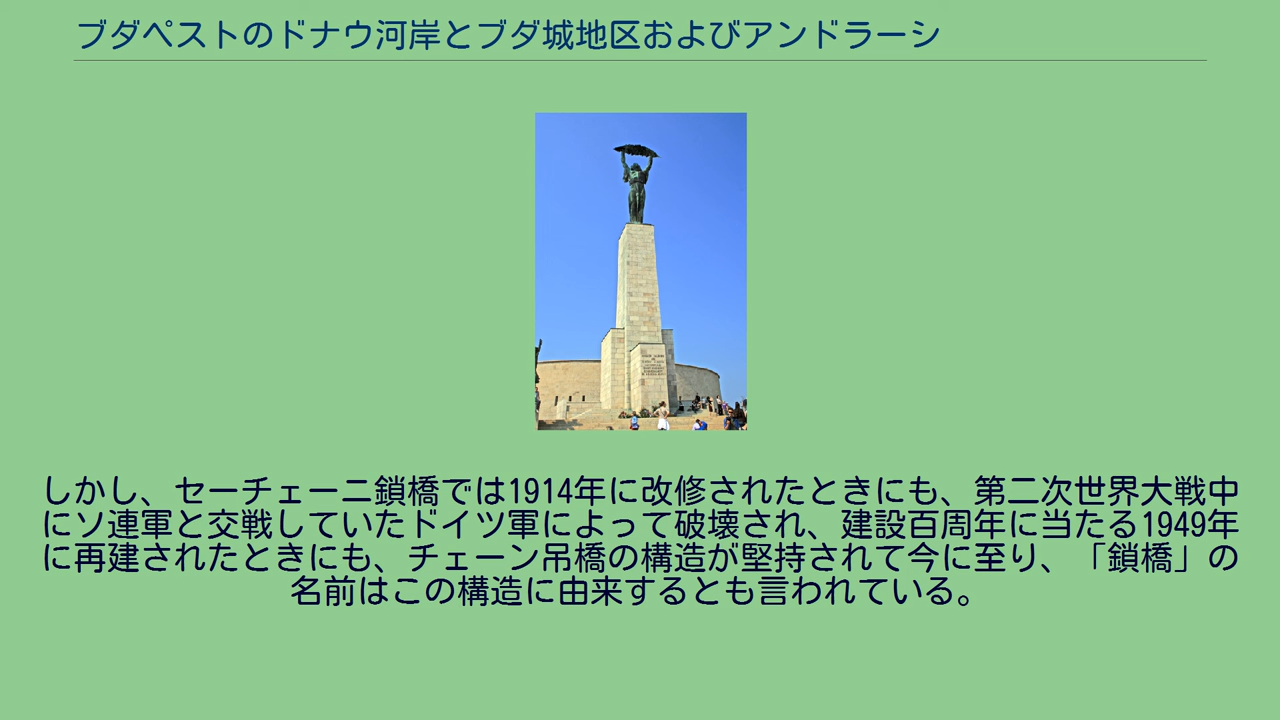 ブダペストのドナウ河岸とブダ城地区およびアンドラーシ
しかし、セーチェーニ鎖橋では1914年に改修されたときにも、第二次世界大戦中
にソ連軍と交戦していたドイツ軍によって破壊され、建設百周年に当たる1949年
に再建されたときにも、チェーン吊橋の構造が堅持されて今に至り、「鎖橋」の
名前はこの構造に由来するとも言われている。